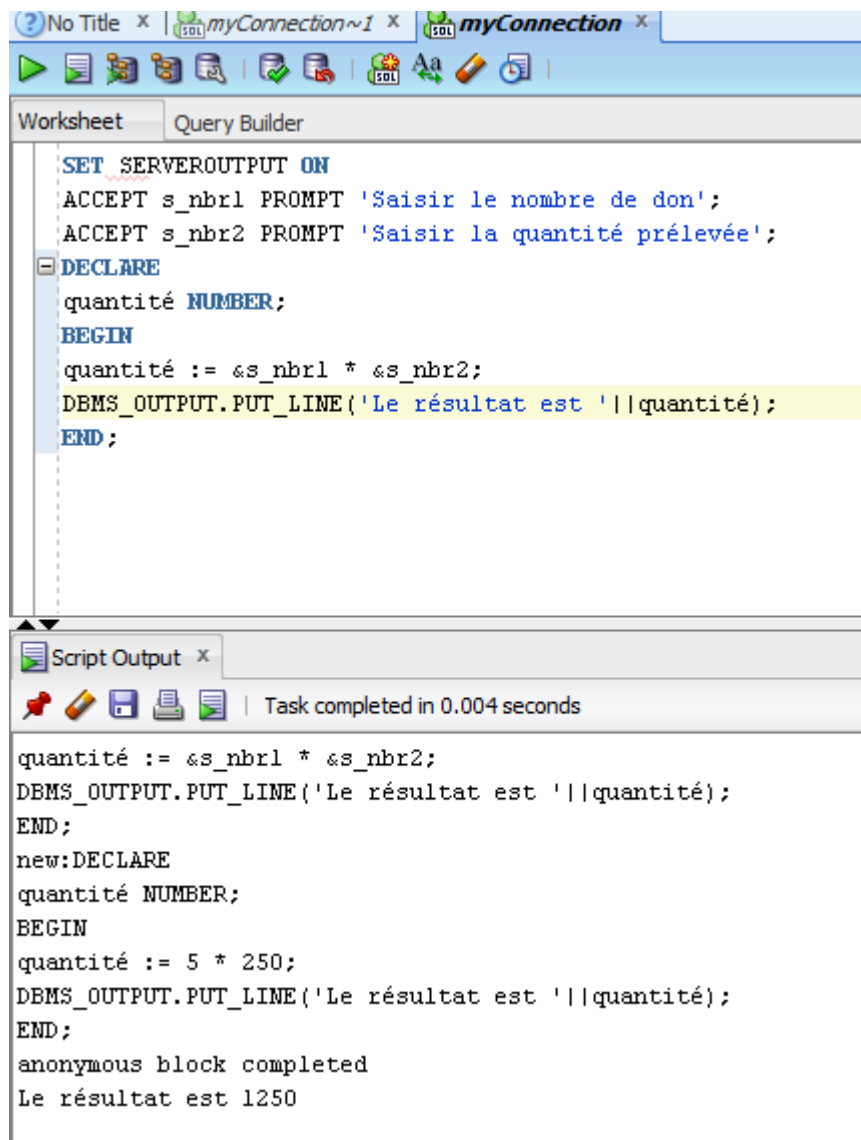 No Title x myConnection~1 x myConnection x
Worksheet Query Builder
SET SERVEROUTPUT ON
ACCEPT s_nbr1 PROMPT 'Saisir le nombre de don';
ACCEPT s_nbr2 PROMPT 'Saisir la quantité prélevée';
DECLARE
quantité NUMBER;
BEGIN
quantité := &s_nbr1 * &s_nbr2;
DBMS_OUTPUT.PUT_LINE('Le résultat est '||quantité);
END;
Script Output x
Task completed in 0.004 seconds
quantité := &s_nbr1 * &s_nbr2;
DBMS_OUTPUT.PUT_LINE('Le résultat est '||quantité);
END;
new:DECLARE
quantité NUMBER;
BEGIN
quantité := 5 * 250;
DBMS_OUTPUT.PUT_LINE('Le résultat est '||quantité);
END;
anonymous block completed
Le résultat est 1250